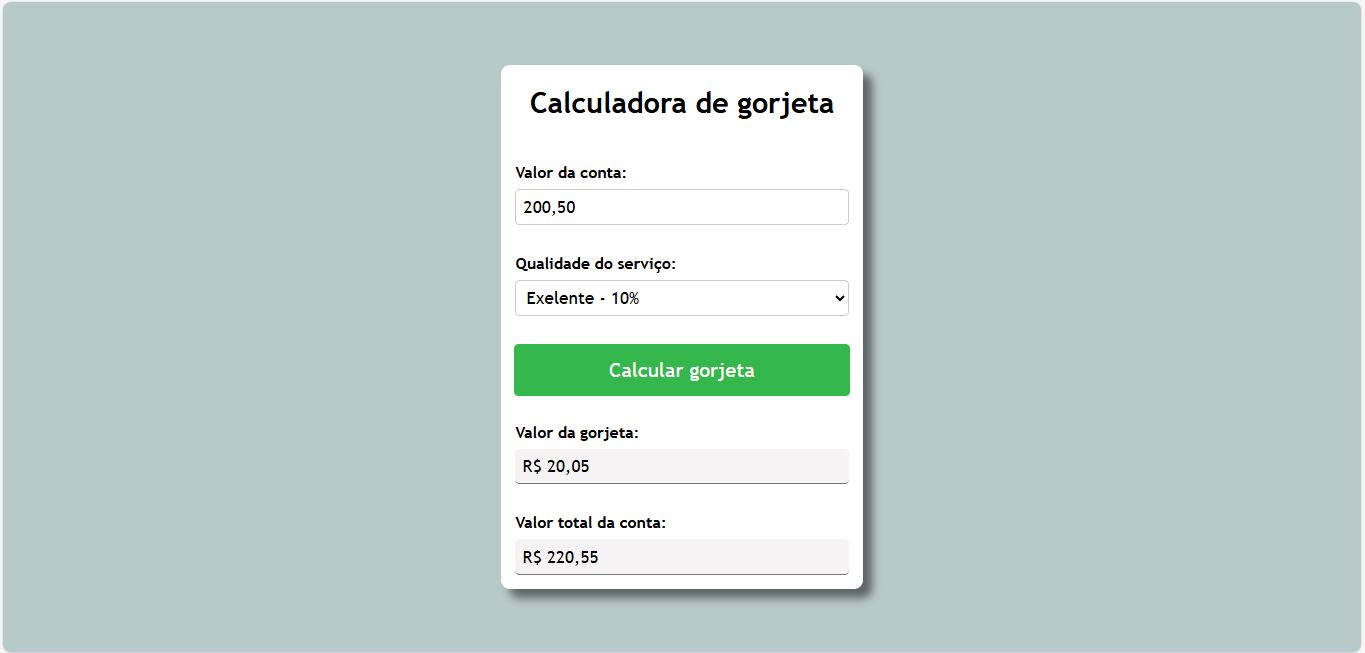 Calculadora de gorjeta
Valor da conta:
200,50
Qualidade do serviço:
Exelente - 10%
Calcular gorjeta
Valor da gorjeta:
R$ 20,05
Valor total da conta:
R$ 220,55